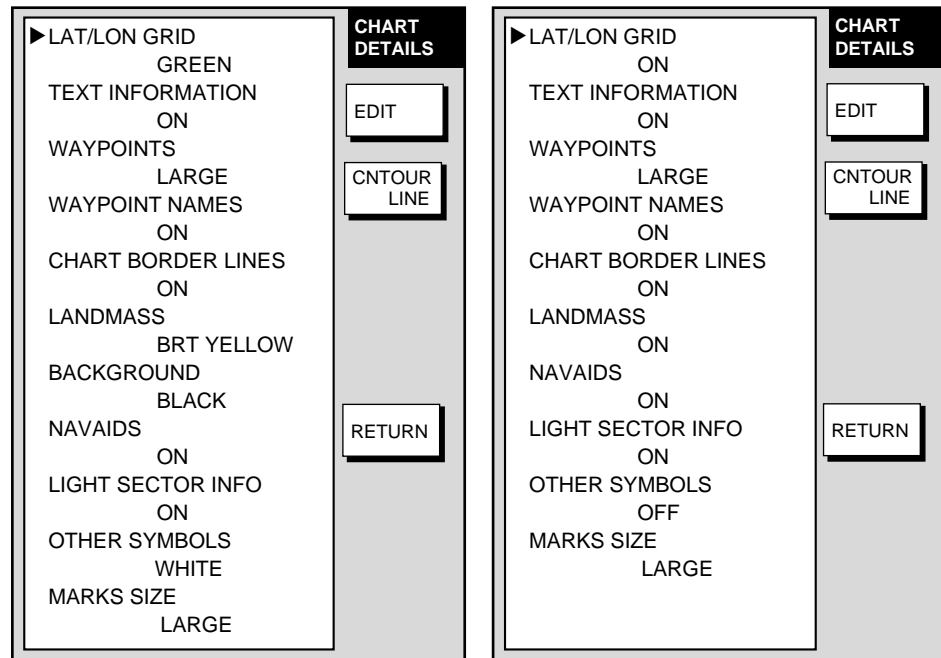 ▶LAT/LON GRID
GREEN
TEXT INFORMATION
ON
WAYPOINTS
LARGE
WAYPOINT NAMES
ON
CHART BORDER LINES
ON
LANDMASS
BRT YELLOW
BACKGROUND
BLACK
NAVAIDS
ON
LIGHT SECTOR INFO
ON
OTHER SYMBOLS
WHITE
MARKS SIZE
LARGE
CHART
DETAILS
EDIT
CNTOUR
LINE
RETURN
▶LAT/LON GRID
ON
TEXT INFORMATION
ON
WAYPOINTS
LARGE
WAYPOINT NAMES
ON
CHART BORDER LINES
ON
LANDMASS
ON
NAVAIDS
ON
LIGHT SECTOR INFO
ON
OTHER SYMBOLS
OFF
MARKS SIZE
LARGE
CHART
DETAILS
EDIT
CNTOUR
LINE
RETURN